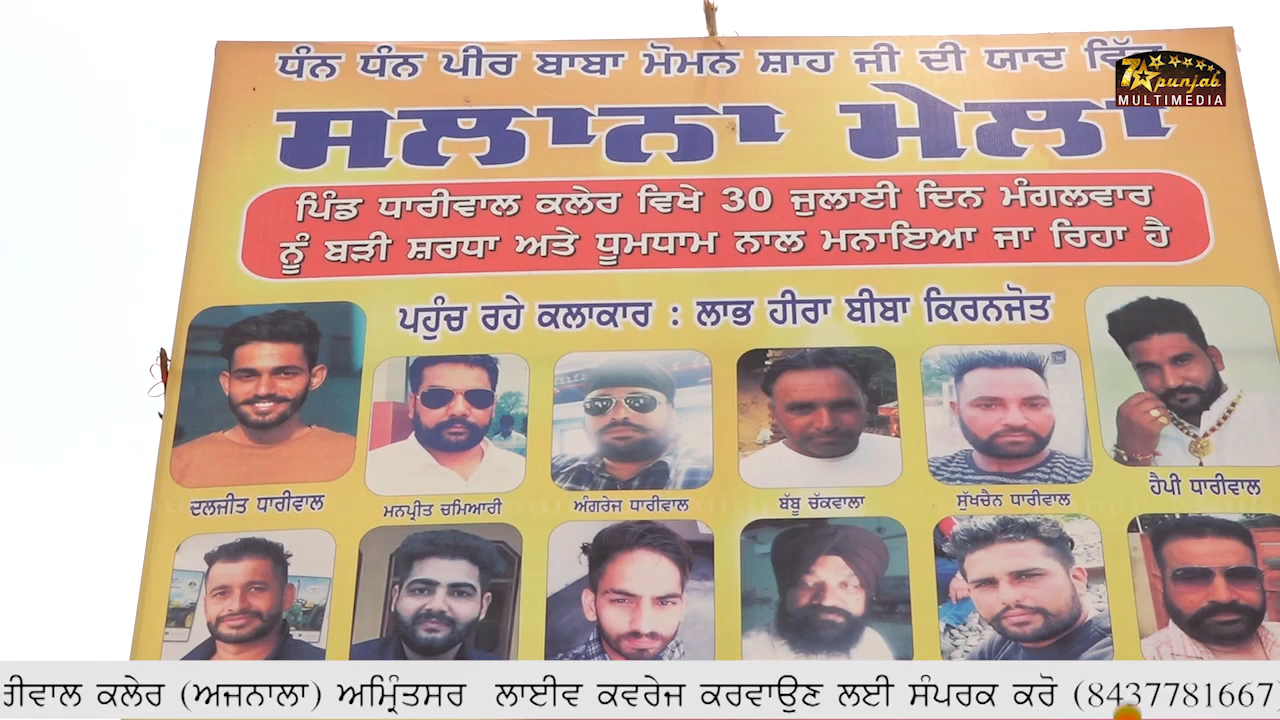 ਧੰਨ ਧੰਨ ਪੀਰ ਬਾਬਾ ਮੋਮਨ ਸ਼ਾਹ ਜੀ ਦੀ ਯਾਦ ਵਿੱਚ
punjab
MULTIMEDIA
ਸਲਾਨਾ ਮੇਲਾ
ਪਿੰਡ ਧਾਰੀਵਾਲ ਕਲੇਰ ਵਿਖੇ 30 ਜੁਲਾਈ ਦਿਨ ਮੰਗਲਵਾਰ
ਨੂੰ ਬੜੀ ਸ਼ਰਧਾ ਅਤੇ ਧੂਮਧਾਮ ਨਾਲ ਮਨਾਇਆ ਜਾ ਰਿਹਾ ਹੈ
ਪਹੁੰਚ ਰਹੇ ਕਲਾਕਾਰ : ਲਾਭ ਹੀਰਾ ਬੀਬਾ ਕਿਰਨਜੋਤ
ਦਲਜੀਤ ਧਾਰੀਵਾਲ ਮਨਪ੍ਰੀਤ ਚਮਿਆਰੀ ਅੰਗਰੇਜ ਧਾਰੀਵਾਲ ਬੱਬੂ ਚੱਕਵਾਲਾ ਸੁੱਖਚੈਨ ਧਾਰੀਵਾਲ ਹੈਪੀ ਧਾਰੀਵਾਲ
ਰੀਵਾਲ ਕਲੇਰ (ਅਜਨਾਲਾ) ਅਮ੍ਰਿੰਤਸਰ ਲਾਈਵ ਕਵਰੇਜ ਕਰਵਾਉਣ ਲਈ ਸੰਪਰਕ ਕਰੋ (8437781667)